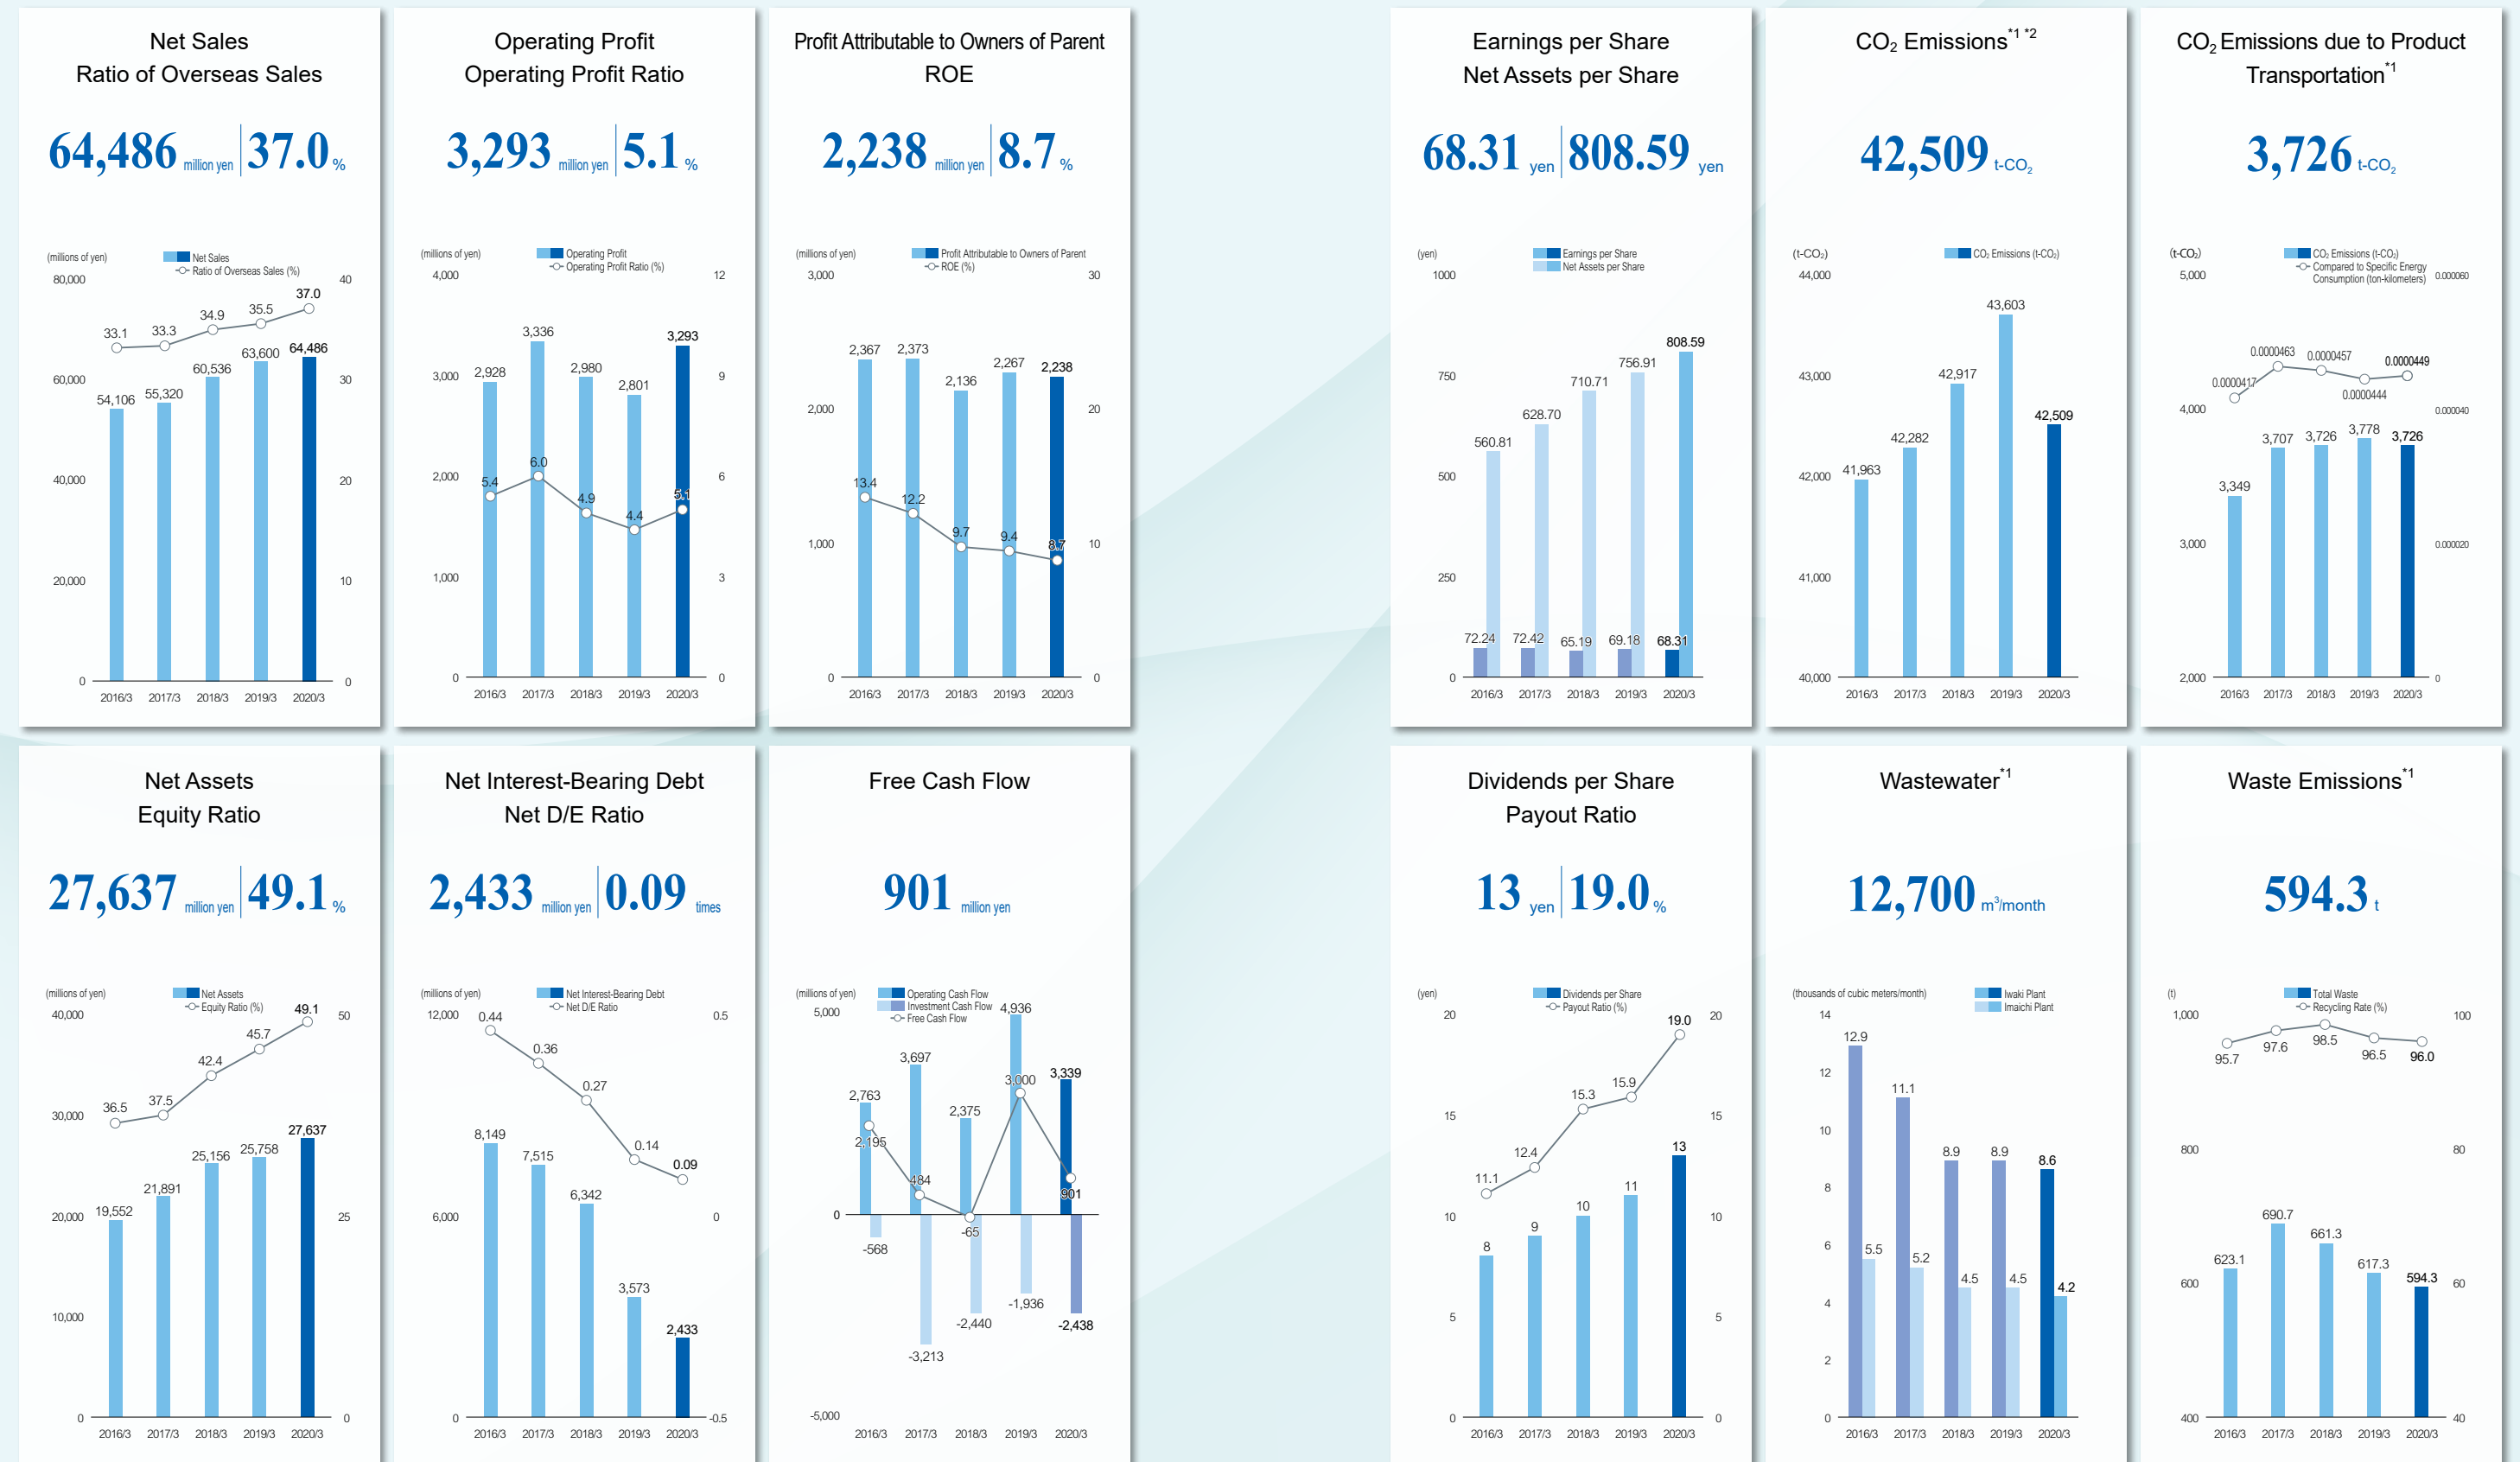 Net Sales
Ratio of Overseas Sales
64,486 million yen 37.0 %
(millions of yen)
Net Sales
Ratio of Overseas Sales (%)
80,000
60,000
40,000
20,000
0
40
30
20
10
0
33.1 33.3 34.9 35.5 37.0
54,106 55,320 60,536 63,600 64,486
2016/3 2017/3 2018/3 2019/3 2020/3
Operating Profit
Operating Profit Ratio
3,293 million yen 5.1 %
(millions of yen)
Operating Profit
Operating Profit Ratio (%)
4,000
3,000
2,000
1,000
0
12
9
6
3
0
2,928 3,336 2,980 2,801 3,293
5.4 6.0 4.9 4.4 5.1
2016/3 2017/3 2018/3 2019/3 2020/3
Profit Attributable to Owners of Parent
ROE
2,238 million yen 8.7 %
(millions of yen)
Profit Attributable to Owners of Parent
ROE (%)
3,000
2,000
1,000
0
30
20
10
0
2,367 2,373 2,136 2,267 2,238
13.4 12.2 9.7 9.4 8.7
2016/3 2017/3 2018/3 2019/3 2020/3
Earnings per Share
Net Assets per Share
68.31 yen 808.59 yen
(yen)
Earnings per Share
Net Assets per Share
1000
750
500
250
0
560.81 628.70 710.71 756.91 808.59
72.24 72.42 65.19 69.18 68.31
2016/3 2017/3 2018/3 2019/3 2020/3
CO₂ Emissions*1 *2
42,509 t-CO₂
(t-CO₂)
CO₂ Emissions (t-CO₂)
44,000
43,000
42,000
41,000
40,000
41,963 42,282 42,917 43,603 42,509
2016/3 2017/3 2018/3 2019/3 2020/3
CO₂ Emissions due to Product
Transportation*1
3,726 t-CO₂
(t-CO₂)
CO₂ Emissions (t-CO₂)
Compared to Specific Energy
Consumption (ton-kilometers)
5,000
4,000
3,000
2,000
0.000060
0.000040
0.000020
0
0.0000417 0.0000463 0.0000457 0.0000444 0.0000449
3,349 3,707 3,726 3,778 3,726
2016/3 2017/3 2018/3 2019/3 2020/3
Net Assets
Equity Ratio
27,637 million yen 49.1 %
(millions of yen)
Net Assets
Equity Ratio (%)
40,000
30,000
20,000
10,000
0
50
25
0
36.5 37.5 42.4 45.7 49.1
19,552 21,891 25,156 25,758 27,637
2016/3 2017/3 2018/3 2019/3 2020/3
Net Interest-Bearing Debt
Net D/E Ratio
2,433 million yen 0.09 times
(millions of yen)
Net Interest-Bearing Debt
Net D/E Ratio
12,000
6,000
0
0.5
0
-0.5
0.44 0.36 0.27 0.14 0.09
8,149 7,515 6,342 3,573 2,433
2016/3 2017/3 2018/3 2019/3 2020/3
Free Cash Flow
901 million yen
(millions of yen)
Operating Cash Flow
Investment Cash Flow
Free Cash Flow
5,000
0
-5,000
2,763 3,697 2,375 4,936 3,339
2,195 484 -65 3,000 901
-568 -3,213 -2,440 -1,936 -2,438
2016/3 2017/3 2018/3 2019/3 2020/3
Dividends per Share
Payout Ratio
13 yen 19.0 %
(yen)
Dividends per Share
Payout Ratio (%)
20
15
10
5
0
20
15
10
5
0
11.1 12.4 15.3 15.9 19.0
8 9 10 11 13
2016/3 2017/3 2018/3 2019/3 2020/3
Wastewater*1
12,700 m³/month
(thousands of cubic meters/month)
Iwaki Plant
Imaichi Plant
14
12
10
8
6
4
2
0
12.9 11.1 8.9 8.9 8.6
5.5 5.2 4.5 4.5 4.2
2016/3 2017/3 2018/3 2019/3 2020/3
Waste Emissions*1
594.3 t
(t)
Total Waste
Recycling Rate (%)
1,000
800
600
400
100
80
60
40
95.7 97.6 98.5 96.5 96.0
623.1 690.7 661.3 617.3 594.3
2016/3 2017/3 2018/3 2019/3 2020/3